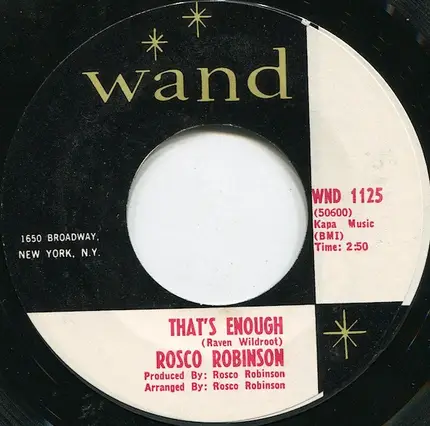 wand
WND 1125
(50600)
Kapa Music
(BMI)
Time: 2:50
1650 BROADWAY,
NEW YORK, N.Y.
THAT'S ENOUGH
(Raven Wildroot)
ROSCO ROBINSON
Produced By: Rosco Robinson
Arranged By: Rosco Robinson